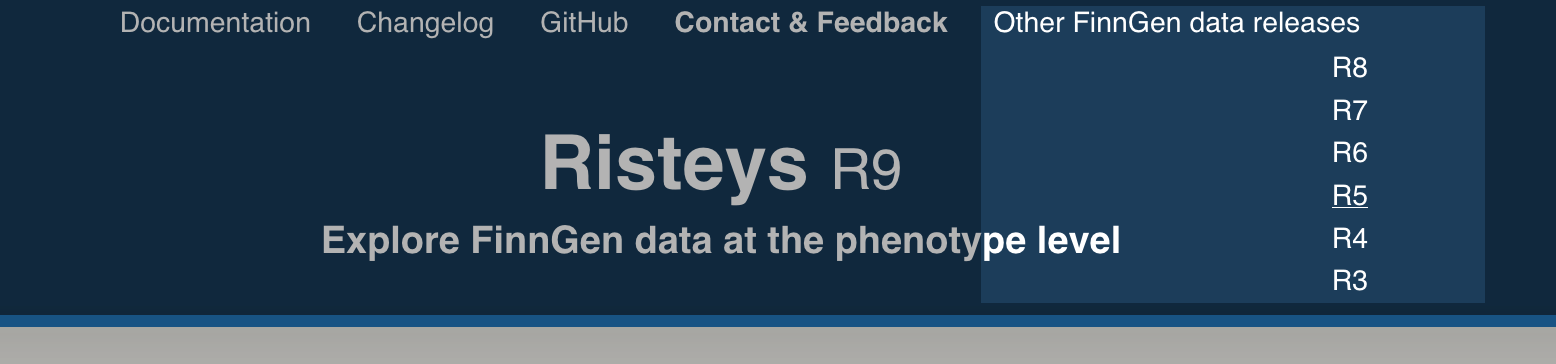 Documentation Changelog GitHub Contact & Feedback Other FinnGen data releases
R8
R7
R6
R5
R4
R3
Risteys R9
Explore FinnGen data at the phenotype level